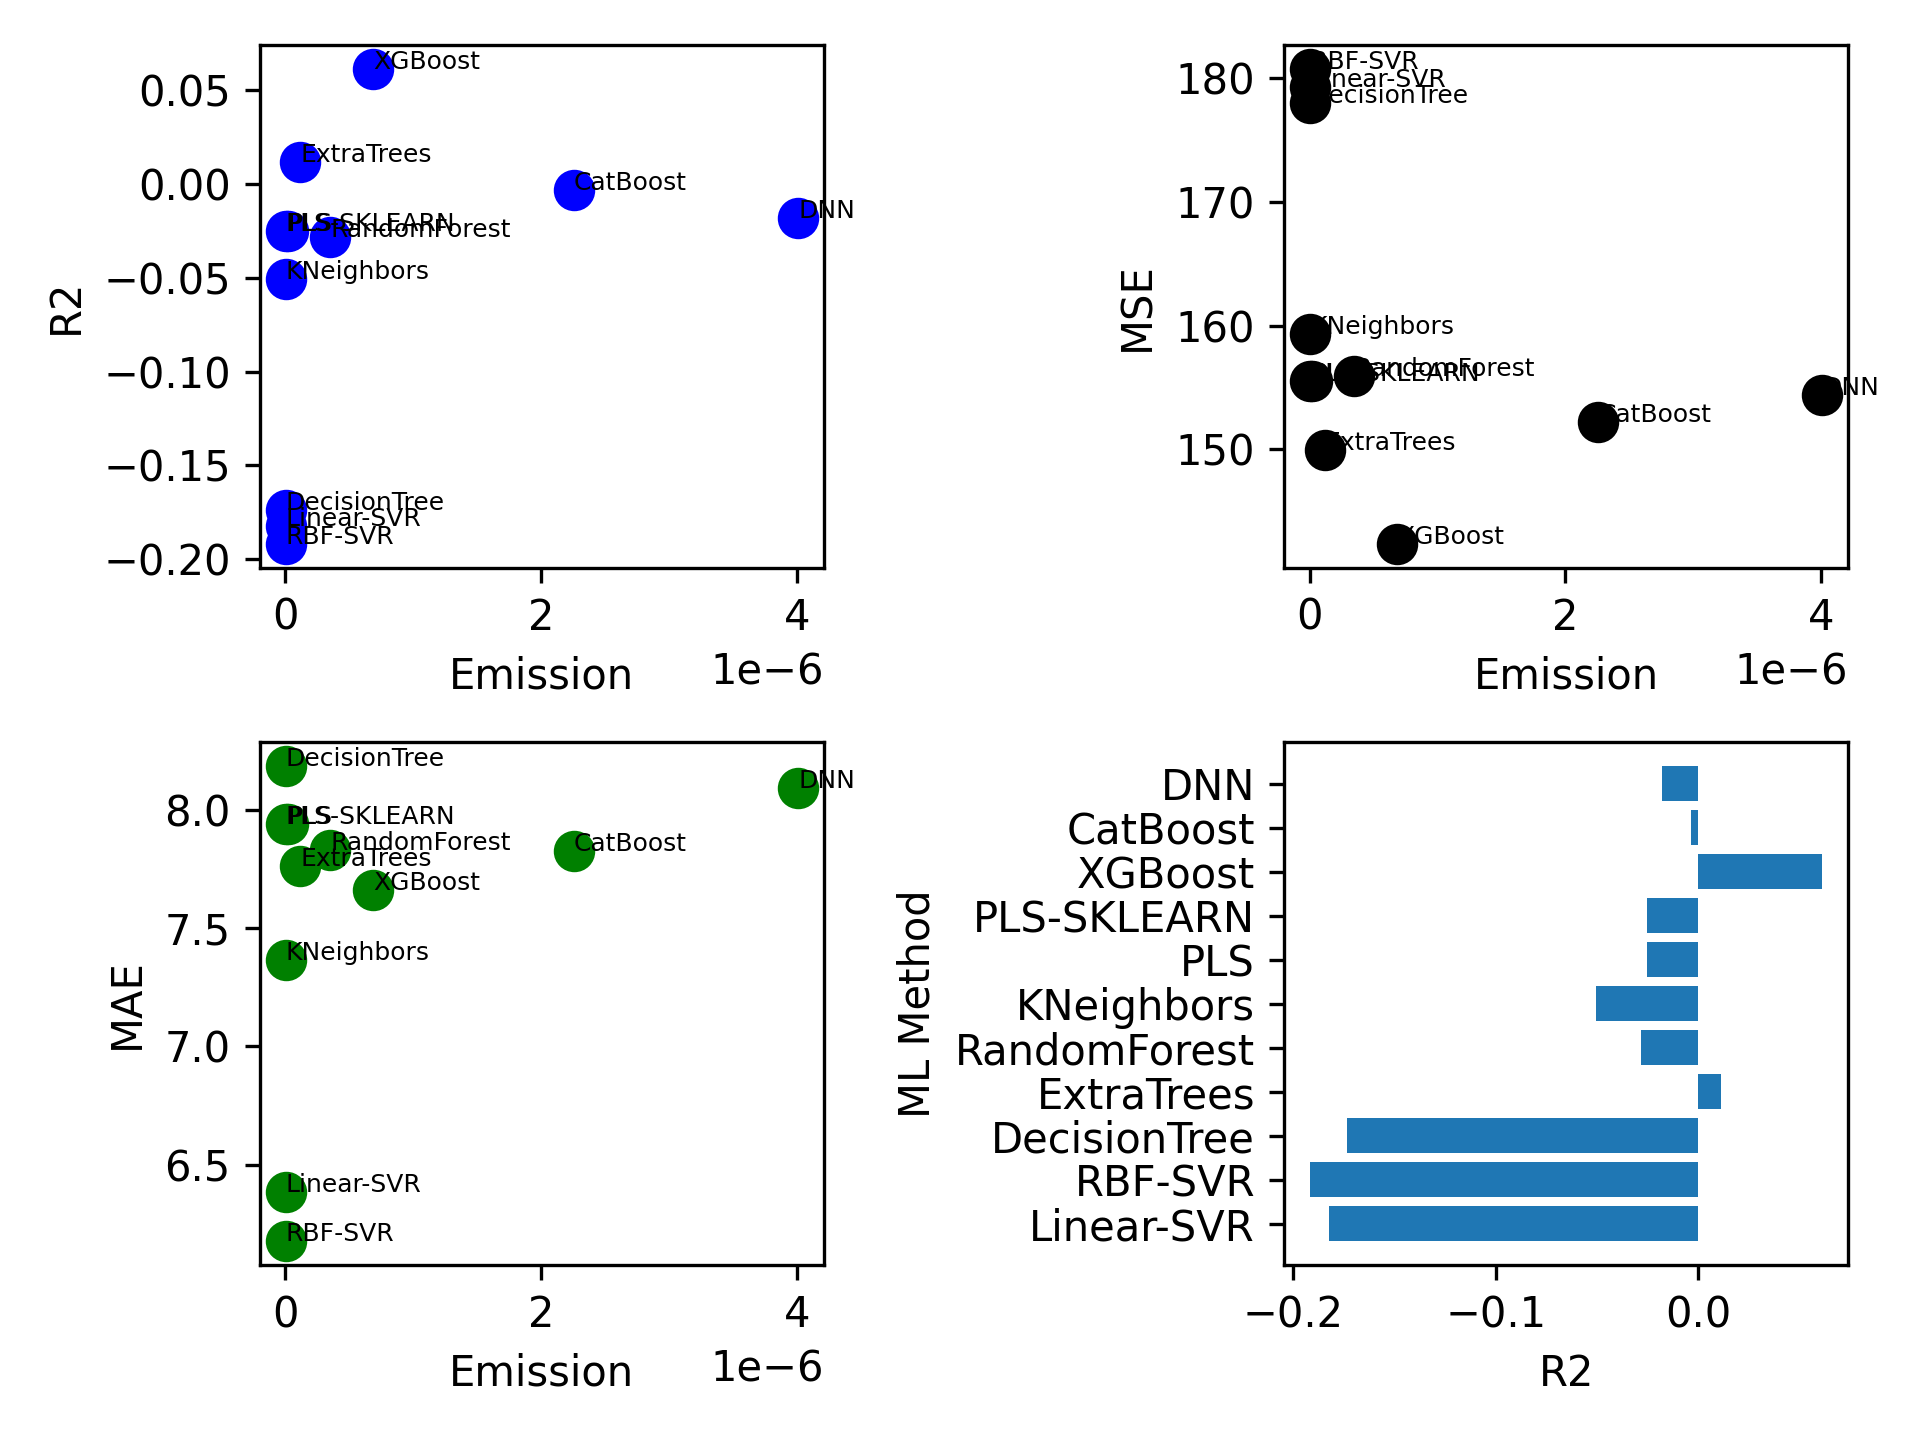 R2
0.05
0.00
−0.05
−0.10
−0.15
−0.20
XGBoost
ExtraTrees
CatBoost
DNN
PLS-SKLEARN
PLS
RandomForest
KNeighbors
DecisionTree
Linear-SVR
RBF-SVR
0 2 4
Emission 1e−6
MSE
180
170
160
150
RBF-SVR
Linear-SVR
DecisionTree
KNeighbors
RandomForest
PLS-SKLEARN
DNN
CatBoost
ExtraTrees
XGBoost
0 2 4
Emission 1e−6
MAE
8.0
7.5
7.0
6.5
DecisionTree
DNN
PLS-SKLEARN
PLS
RandomForest
CatBoost
ExtraTrees
XGBoost
KNeighbors
Linear-SVR
RBF-SVR
0 2 4
Emission 1e−6
ML Method
DNN
CatBoost
XGBoost
PLS-SKLEARN
PLS
KNeighbors
RandomForest
ExtraTrees
DecisionTree
RBF-SVR
Linear-SVR
−0.2 −0.1 0.0
R2